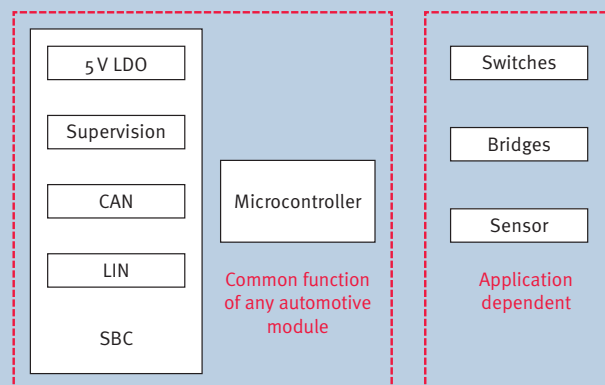 5 V LDO
Supervision
CAN
LIN
SBC
Microcontroller
Common function
of any automotive
module
Switches
Bridges
Sensor
Application
dependent